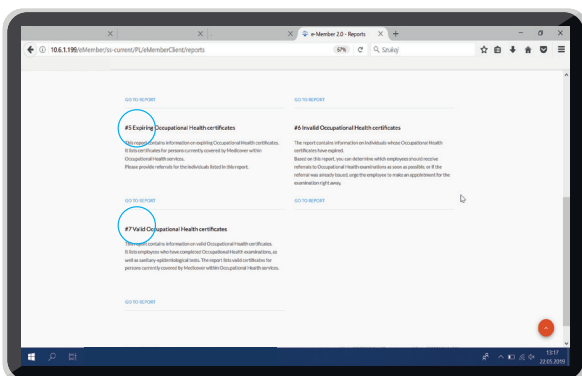 e-Member 2.0 - Reports
10.6.1.199/eMember/ss-current/PL/eMemberClient/reports
67%
Szukaj
GO TO REPORT
GO TO REPORT
#5 Expiring Occupational Health certificates
This report contains information on expiring Occupational Health certificates.
It lists certificates for persons currently covered by Medicover within
Occupational Health services.
Please provide referrals for the individuals listed in this report.
GO TO REPORT
#6 Invalid Occupational Health certificates
The report contains information on individuals whose Occupational Health
certificates have expired.
Based on this report, you can determine which employees should receive
referrals to Occupational Health examinations as soon as possible, or if the
referral was already issued, urge the employee to make an appointment for the
examination right away.
GO TO REPORT
#7 Valid Occupational Health certificates
This report contains information on valid Occupational Health certificates.
It lists employees who have completed Occupational Health examinations, as
well as sanitary-epidemiological tests. The report lists valid certificates for
persons currently covered by Medicover within Occupational Health services.
GO TO REPORT
13:17
22.05.2019